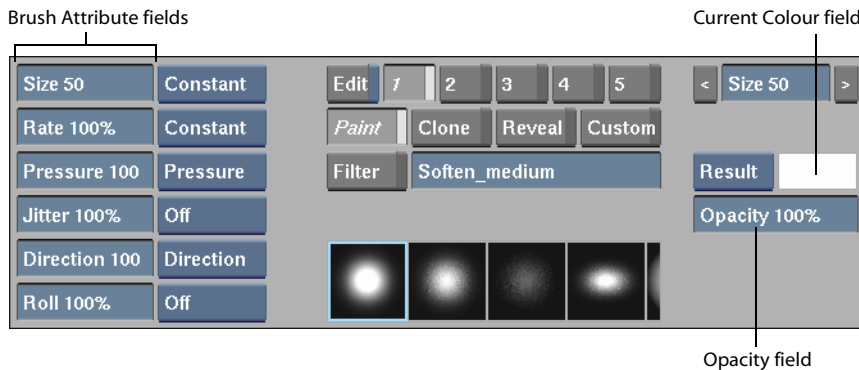 Brush Attribute fields
Current Colour field
Size 50 Constant Edit 1 2 3 4 5 < Size 50 >
Rate 100% Constant Paint Clone Reveal Custom
Pressure 100 Pressure Filter Soften_medium Result
Jitter 100% Off Opacity 100%
Direction 100 Direction
Roll 100% Off
Opacity field